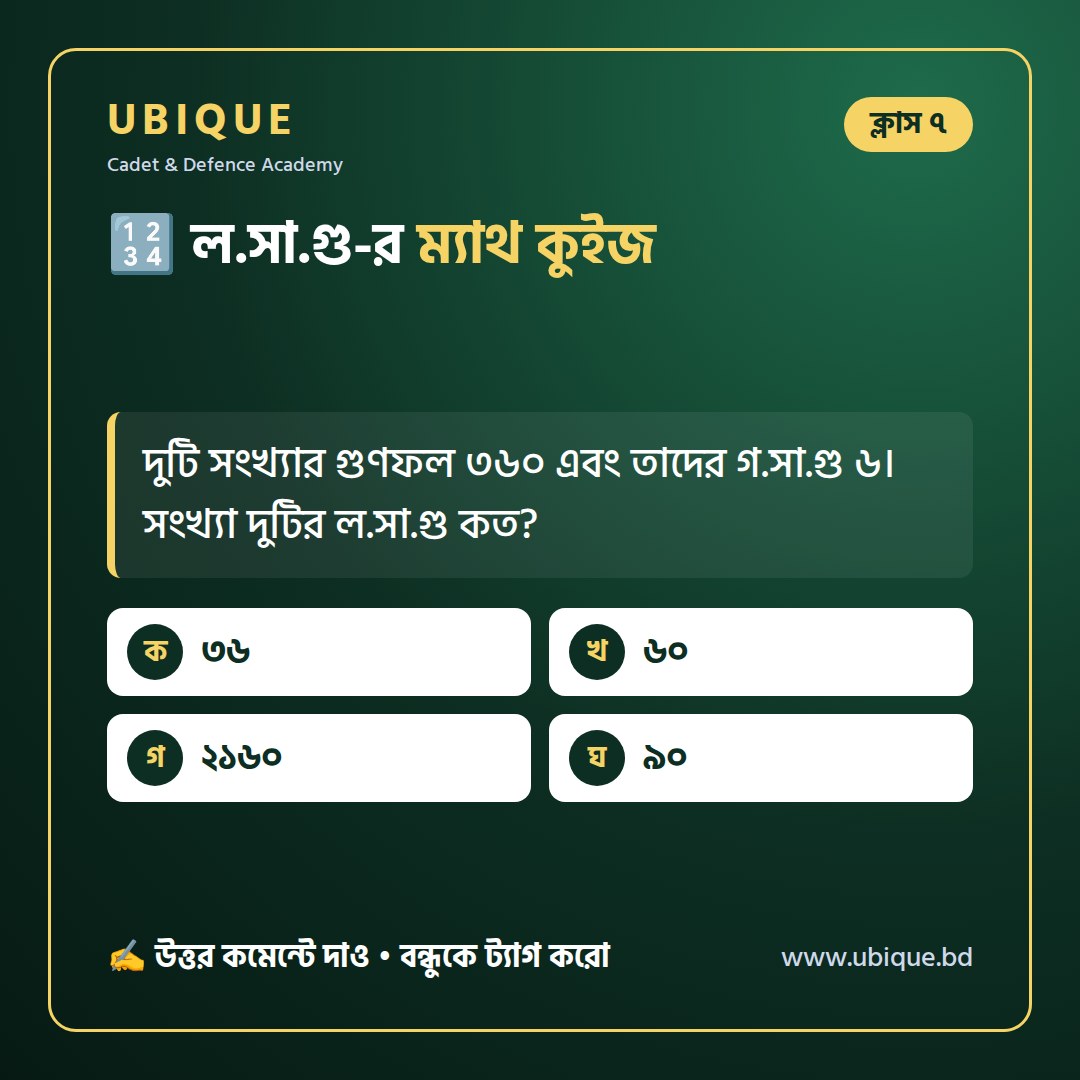 UBIQUE
ক্লাস ৭
Cadet & Defence Academy
🔢 ল.সা.গু-র ম্যাথ কুইজ
দুটি সংখ্যার গুণফল ৩৬০ এবং তাদের গ.সা.গু ৬।
সংখ্যা দুটির ল.সা.গু কত?
ক ৩৬
খ ৬০
গ ২১৬০
ঘ ৯০
✍️ উত্তর কমেন্টে দাও • বন্ধুকে ট্যাগ করো
www.ubique.bd